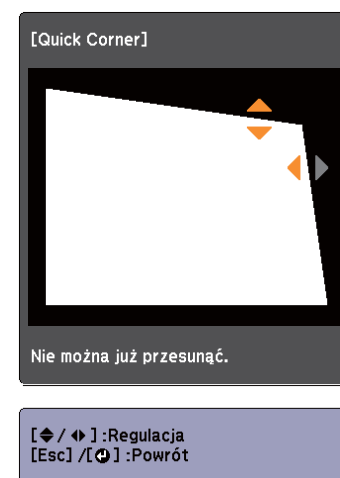 [Quick Corner]
Nie można już przesunąć.
[◆/◆] :Regulacja
[Esc] /[⏎] :Powrót